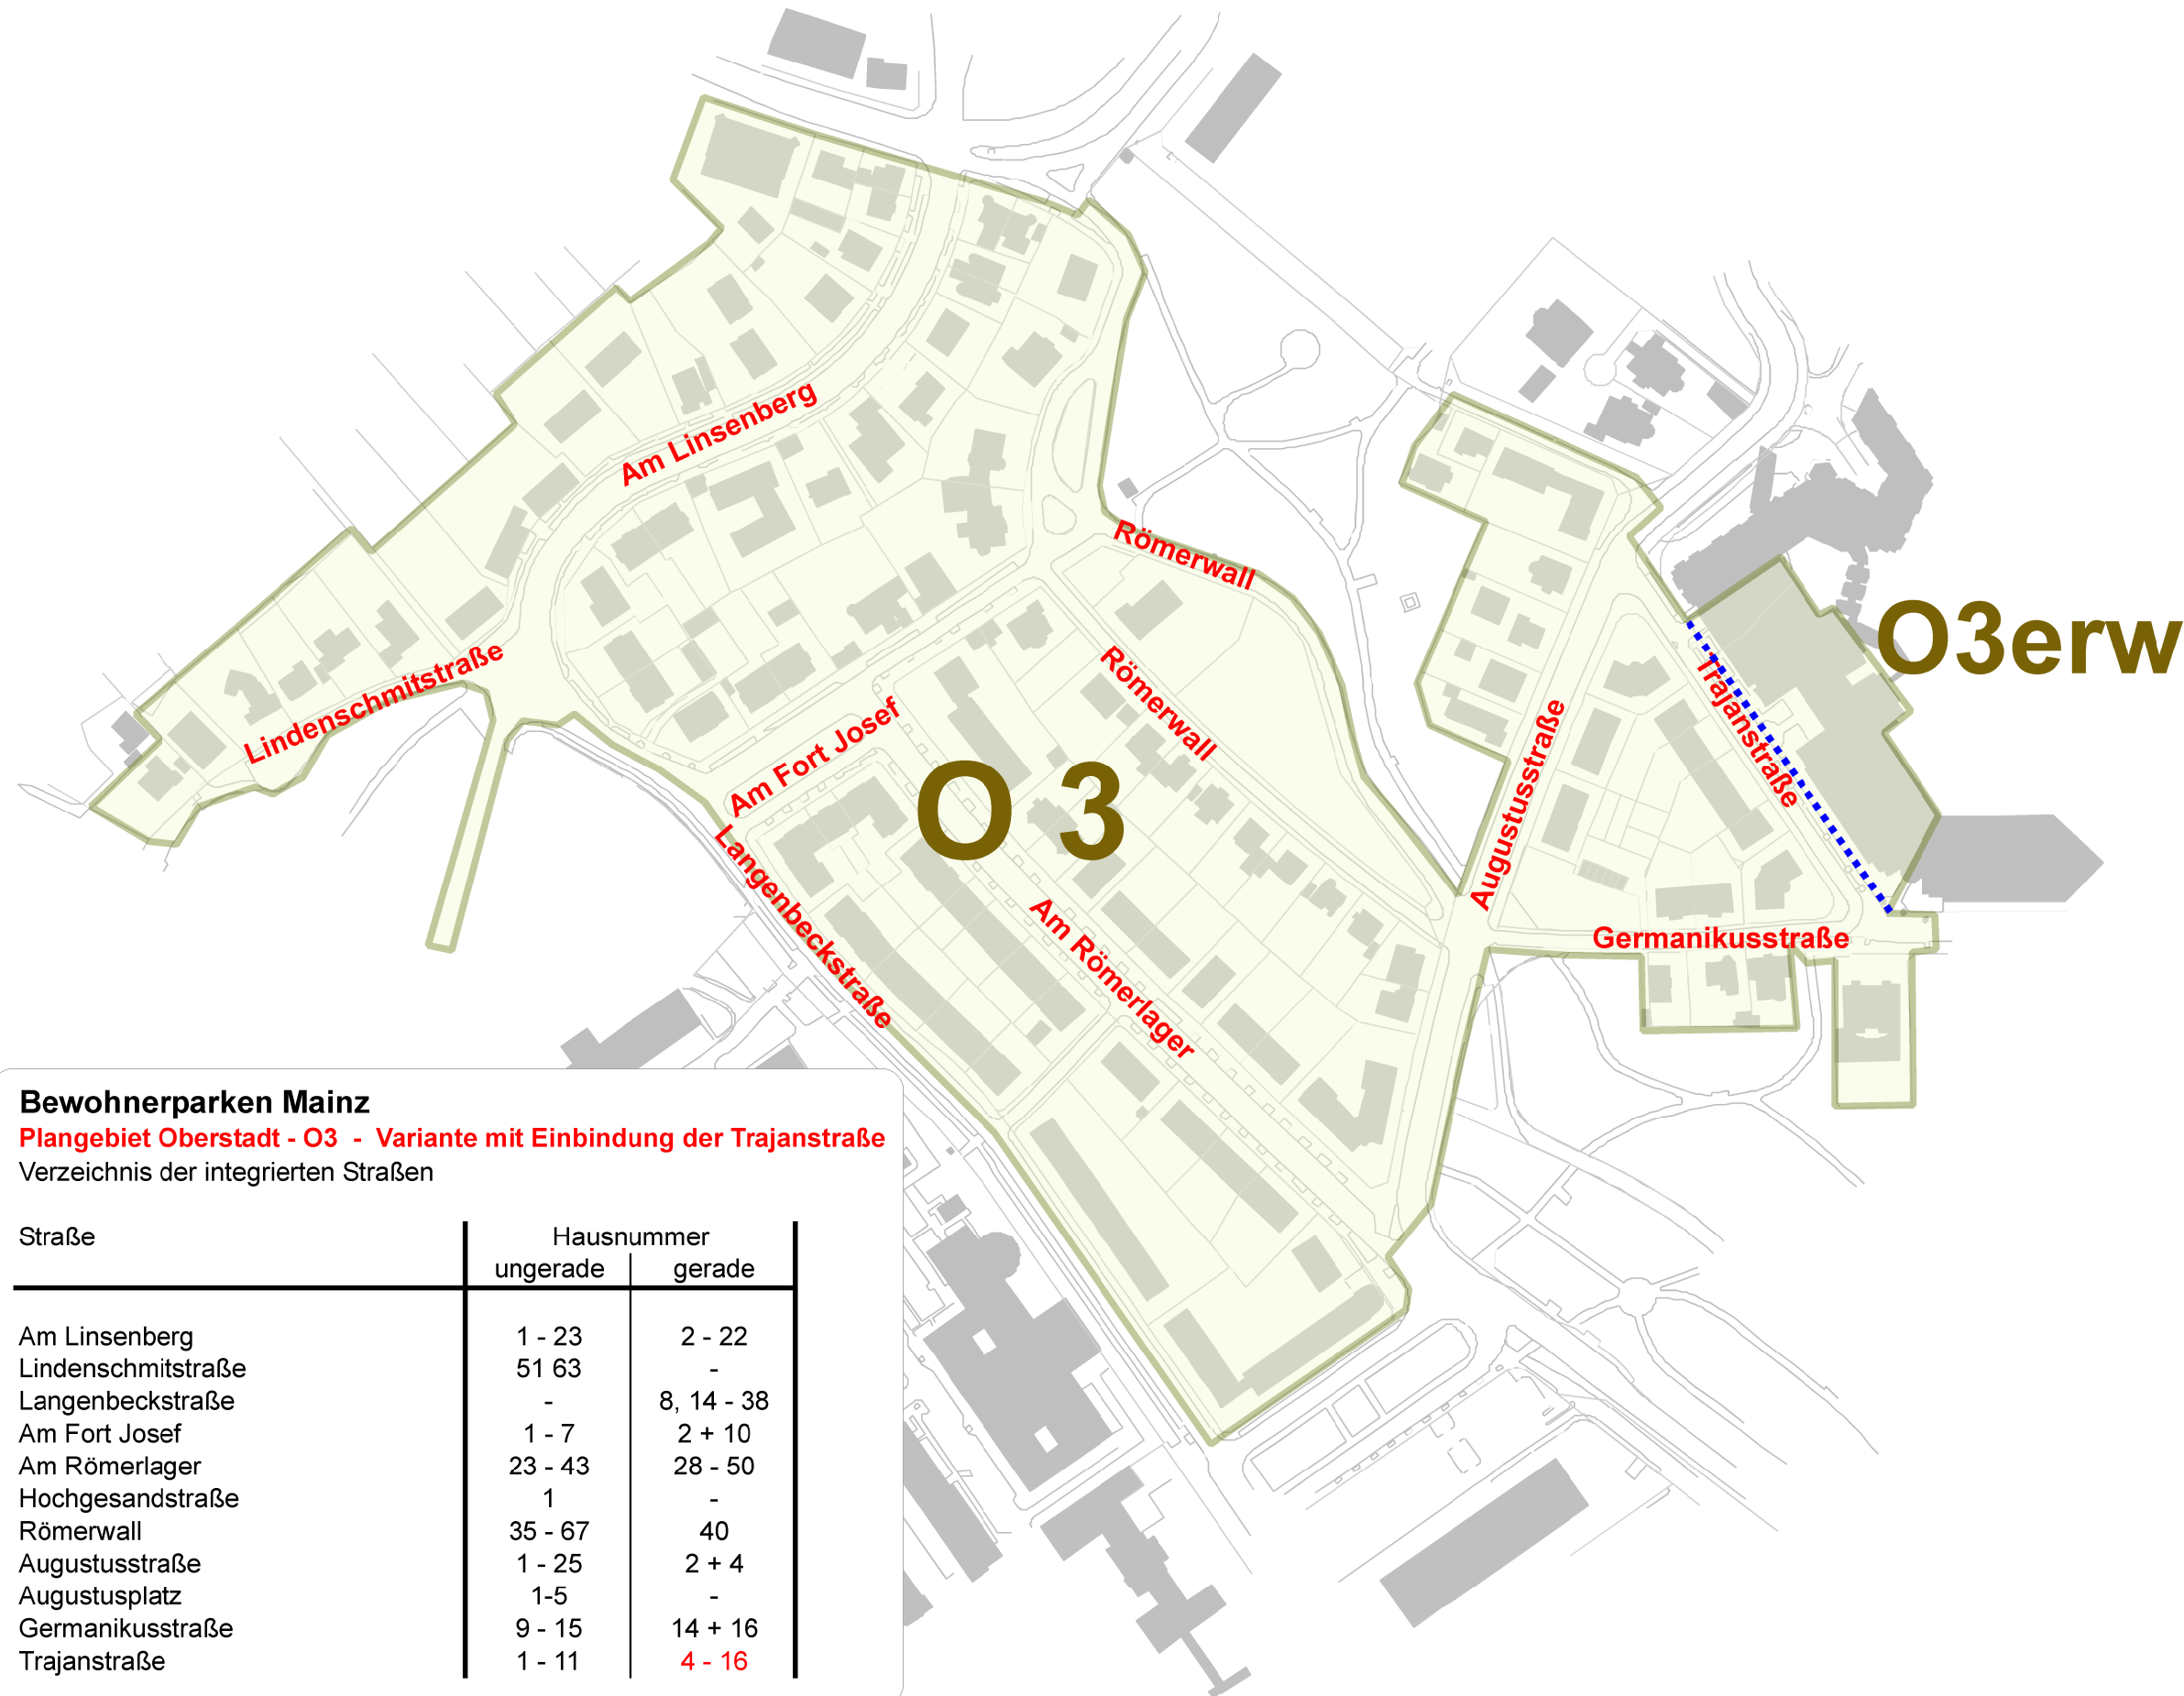 Am Linsenberg
Römerwall
O3erw
Lindenschmitstraße
Römerwall
Trajanstraße
Am Fort Josef
Augustusstraße
O 3
Langenbeckstraße
Am Römerlager
Germanikusstraße
Bewohnerparken Mainz
Plangebiet Oberstadt - O3 - Variante mit Einbindung der Trajanstraße
Verzeichnis der integrierten Straßen
Straße Hausnummer
ungerade gerade
Am Linsenberg 1 - 23 2 - 22
Lindenschmitstraße 51 63 -
Langenbeckstraße - 8, 14 - 38
Am Fort Josef 1 - 7 2 + 10
Am Römerlager 23 - 43 28 - 50
Hochgesandstraße 1 -
Römerwall 35 - 67 40
Augustusstraße 1 - 25 2 + 4
Augustusplatz 1-5 -
Germanikusstraße 9 - 15 14 + 16
Trajanstraße 1 - 11 4 - 16